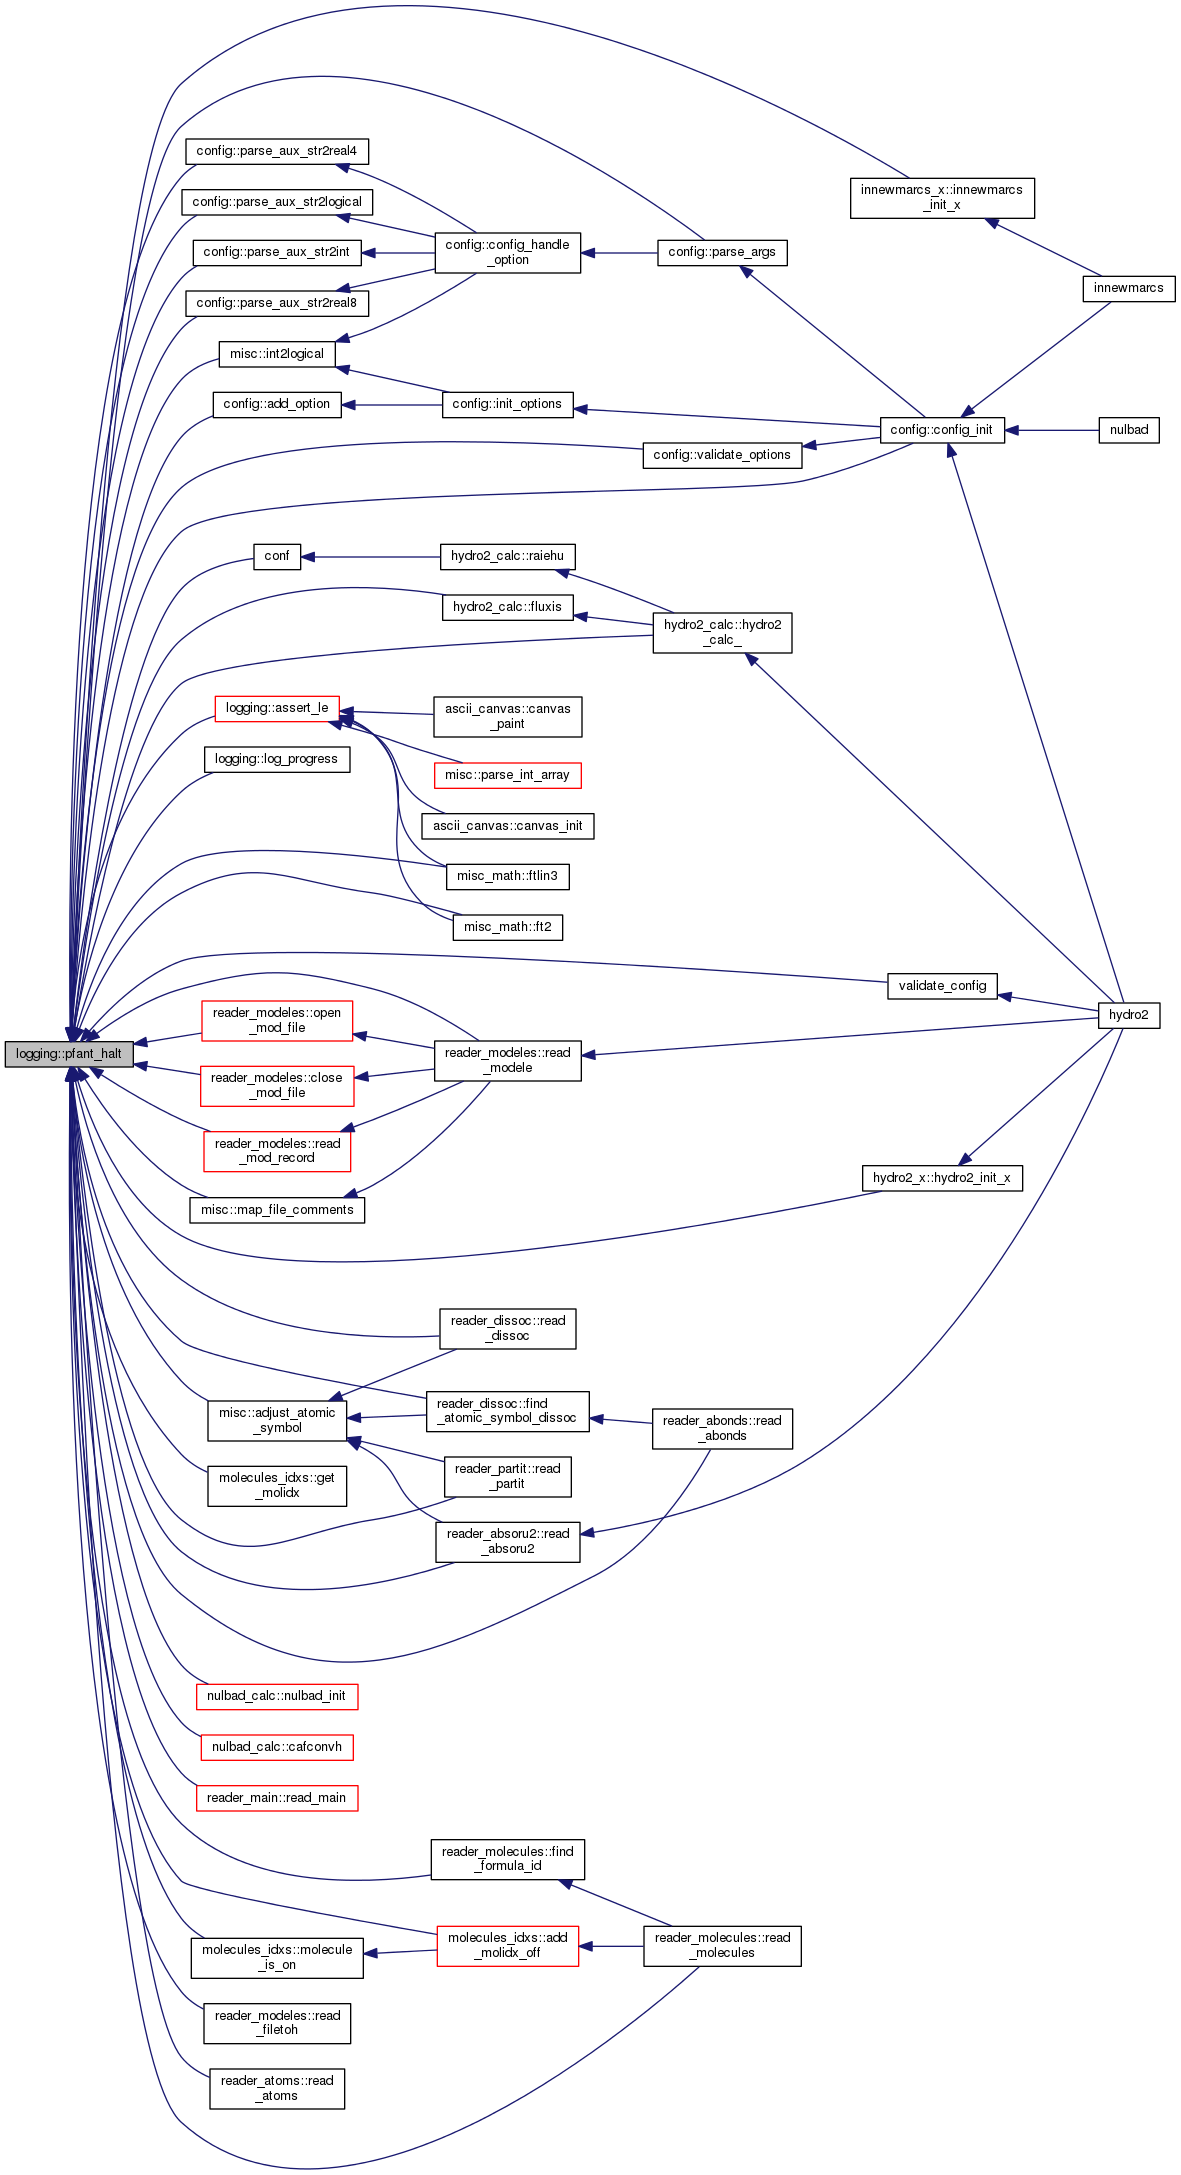 config::parse_aux_str2real4
innewmarcs_x::innewmarcs
_init_x
config::parse_aux_str2logical
config::parse_aux_str2int
config::config_handle
_option
config::parse_args
innewmarcs
config::parse_aux_str2real8
misc::int2logical
config::add_option
config::init_options
config::config_init
nulbad
config::validate_options
conf
hydro2_calc::raiehu
hydro2_calc::fluxis
hydro2_calc::hydro2
_calc_
logging::assert_le
ascii_canvas::canvas
_paint
logging::log_progress
misc::parse_int_array
ascii_canvas::canvas_init
misc_math::ftlin3
misc_math::ft2
validate_config
hydro2
reader_modeles::open
_mod_file
logging::pfant_halt
reader_modeles::read
_modele
reader_modeles::close
_mod_file
reader_modeles::read
_mod_record
hydro2_x::hydro2_init_x
misc::map_file_comments
reader_dissoc::read
_dissoc
misc::adjust_atomic
_symbol
reader_dissoc::find
_atomic_symbol_dissoc
reader_abonds::read
_abonds
molecules_idxs::get
_molidx
reader_partit::read
_partit
reader_absoru2::read
_absoru2
nulbad_calc::nulbad_init
nulbad_calc::cafconvh
reader_main::read_main
reader_molecules::find
_formula_id
molecules_idxs::molecule
_is_on
molecules_idxs::add
_molidx_off
reader_molecules::read
_molecules
reader_modeles::read
_filetoh
reader_atoms::read
_atoms